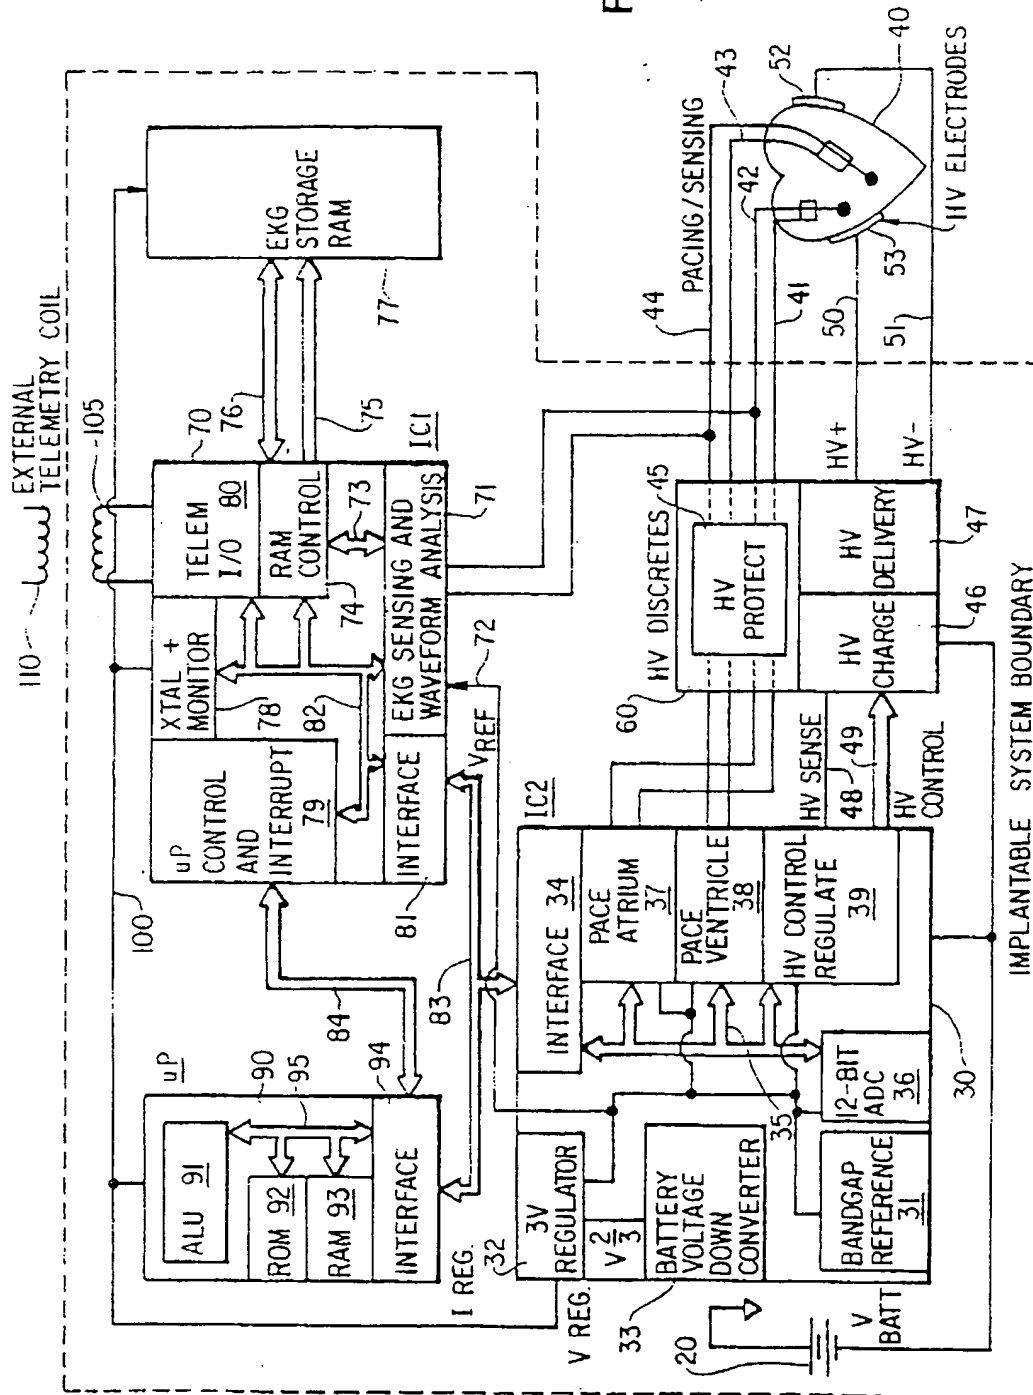 110
EXTERNAL
TELEMETRY COIL
105
100
uP
90
95
94
ALU 91
ROM 92
RAM 93
INTERFACE
84
uP
CONTROL
AND
INTERRUPT
79
XTAL +
MONITOR
78
82
TELEM
I/O 80
70
RAM
CONTROL
74
73
EKG SENSING AND
WAVEFORM ANALYSIS
71
INTERFACE
81
IC1
76
75
EKG
STORAGE
RAM
77
83
VREF
72
I REG.
V REG.
32
3V
REGULATOR
V 2/3
BATTERY
VOLTAGE
DOWN
CONVERTER
33
20
V
BATT
BANDGAP
REFERENCE
31
12-BIT
ADC
36
35
30
IC2
INTERFACE 34
PACE
ATRIUM
37
PACE
VENTRICLE
38
HV CONTROL
REGULATE
39
HV SENSE
48
49
HV
CONTROL
60
HV DISCRETES
45
HV
PROTECT
HV
CHARGE
46
HV
DELIVERY
47
HV+
HV-
44
PACING/SENSING
42
43
41
50
51
52
53
40
HV ELECTRODES
IMPLANTABLE SYSTEM BOUNDARY